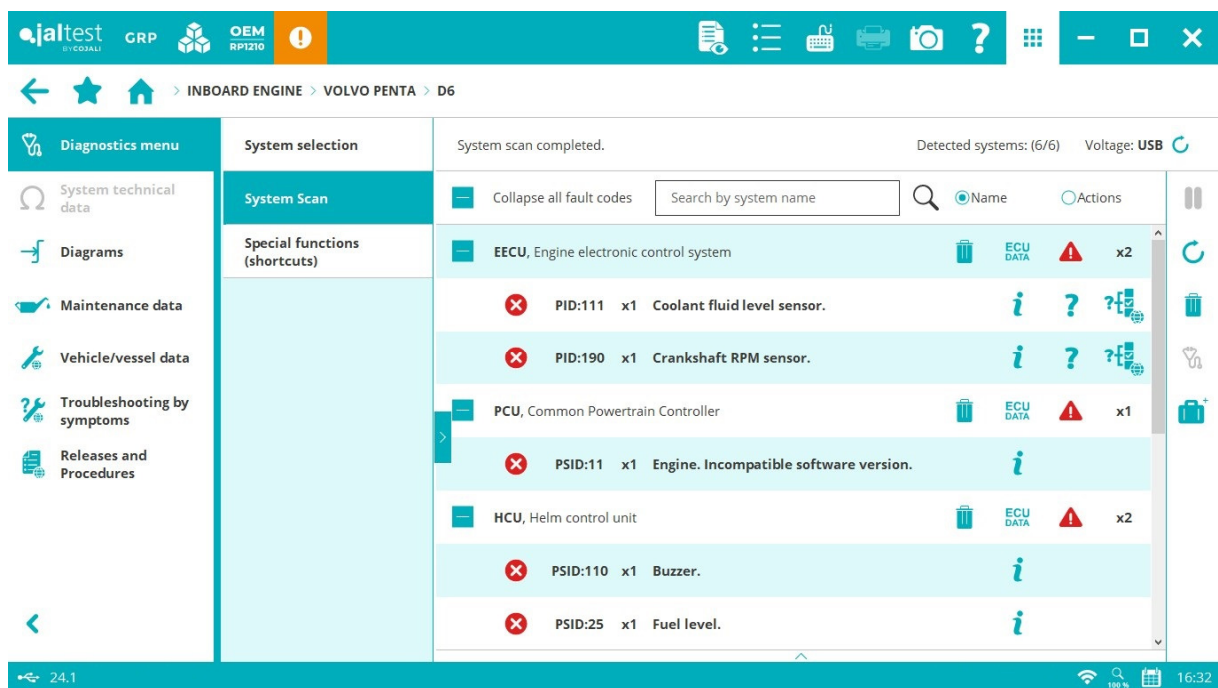 jaltest
BY COJALI
GRP
OEM
RP1210
INBOARD ENGINE > VOLVO PENTA > D6
Diagnostics menu
System technical
data
Diagrams
Maintenance data
Vehicle/vessel data
Troubleshooting by
symptoms
Releases and
Procedures
System selection
System Scan
Special functions
(shortcuts)
System scan completed.
Detected systems: (6/6)
Voltage: USB
Collapse all fault codes
Search by system name
Name
Actions
EECU, Engine electronic control system
ECU
DATA
x2
PID:111 x1 Coolant fluid level sensor.
PID:190 x1 Crankshaft RPM sensor.
PCU, Common Powertrain Controller
ECU
DATA
x1
PSID:11 x1 Engine. Incompatible software version.
HCU, Helm control unit
ECU
DATA
x2
PSID:110 x1 Buzzer.
PSID:25 x1 Fuel level.
24.1
100 %
16:32